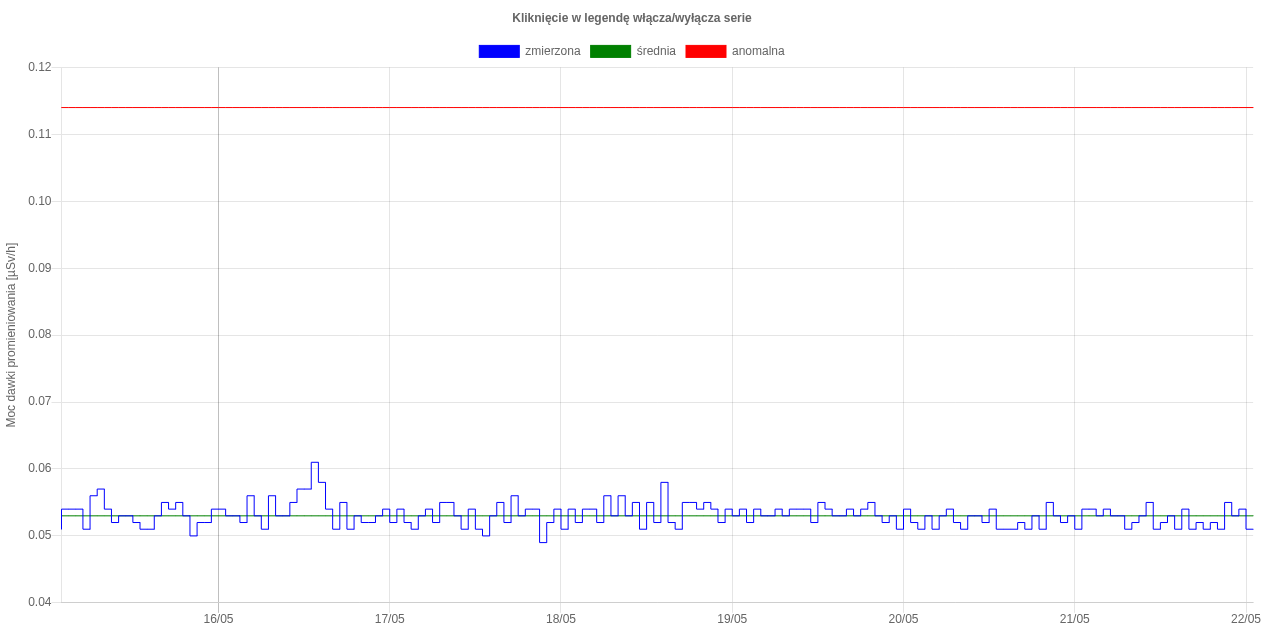 Kliknięcie w legendę włącza/wyłącza serie
zmierzona średnia anomalna
Moc dawki promieniowania [µSv/h]
0.12
0.11
0.10
0.09
0.08
0.07
0.06
0.05
0.04
16/05 17/05 18/05 19/05 20/05 21/05 22/05